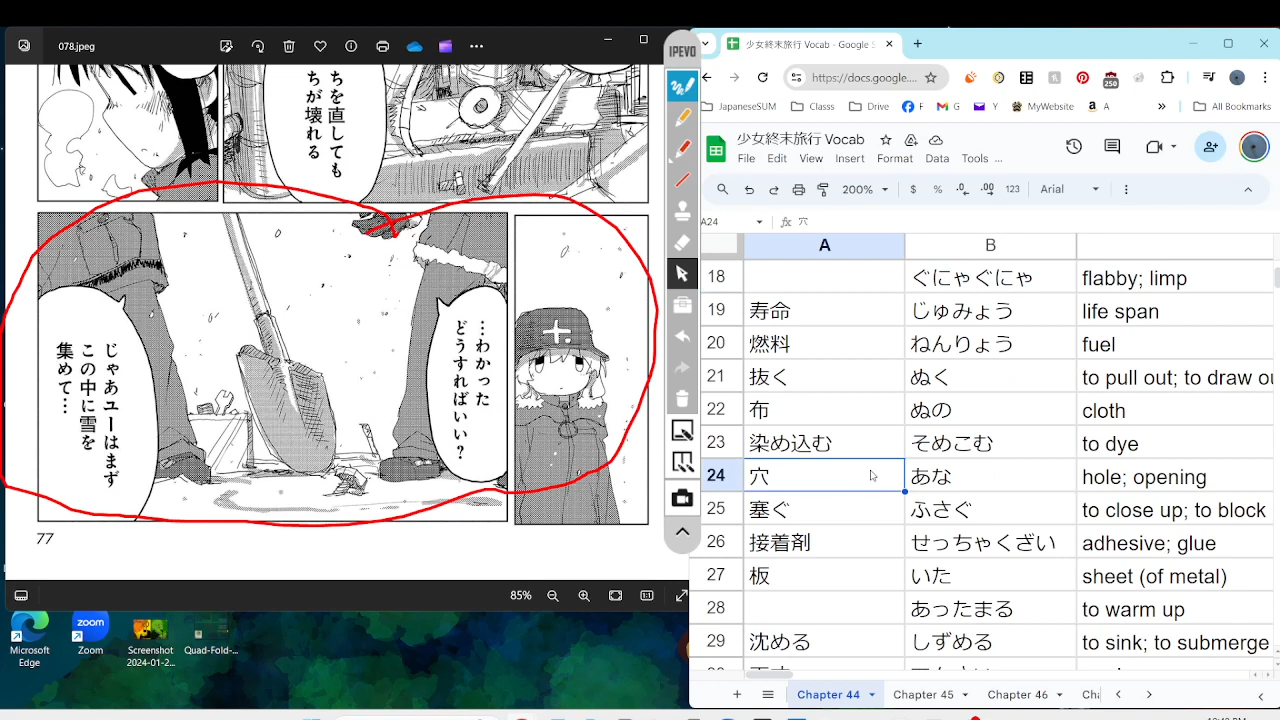 078.jpeg
ちを直しても
ちが壊れる
…わかった
どうすればいい？
じゃあユーはまず
この中に雪を
集めて…
77
85%
1:1
Microsoft
Edge
Zoom
Screenshot
2024-01-2...
Quad-Fold-...
IPEVO
少女終末旅行 Vocab - Google S
https://docs.google....
256
JapaneseSUM
Classs
Drive
F
G
Y
MyWebsite
A
All Bookmarks
少女終末旅行 Vocab
File Edit View Insert Format Data Tools ...
200% $ % .0 .00 123 Arial
A24 fx 穴
A B
18 ぐにゃぐにゃ flabby; limp
19 寿命 じゅみょう life span
20 燃料 ねんりょう fuel
21 抜く ぬく to pull out; to draw ou
22 布 ぬの cloth
23 染め込む そめこむ to dye
24 穴 あな hole, opening
25 塞ぐ ふさぐ to close up; to block
26 接着剤 せっちゃくざい adhesive; glue
27 板 いた sheet (of metal)
28 あったまる to warm up
29 沈める しずめる to sink; to submerge
Chapter 44 Chapter 45 Chapter 46